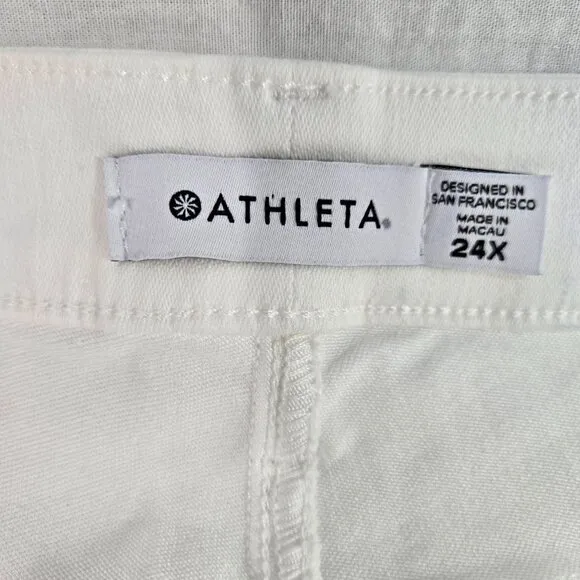 ATHLETA
DESIGNED IN
SAN FRANCISCO
MADE IN
MACAU
24X